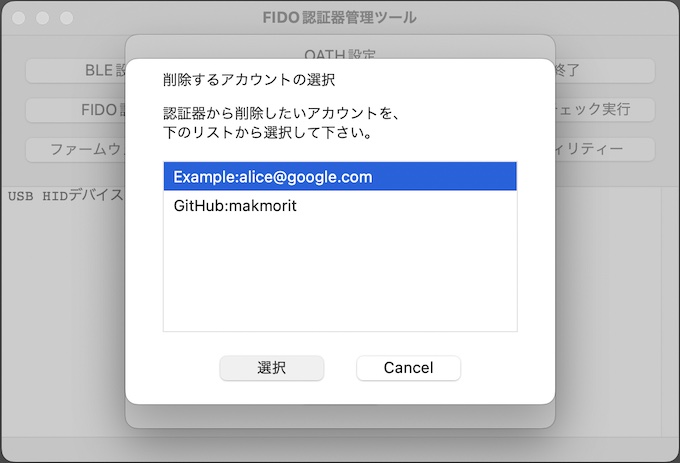 FIDO認証器管理ツール
OATH設定
BLE設
終了
FIDO認
チェック実行
ファームウ
ィリティー
USB HIDデバイス
削除するアカウントの選択
認証器から削除したいアカウントを、
下のリストから選択して下さい。
Example:alice@google.com
GitHub:makmorit
選択
Cancel